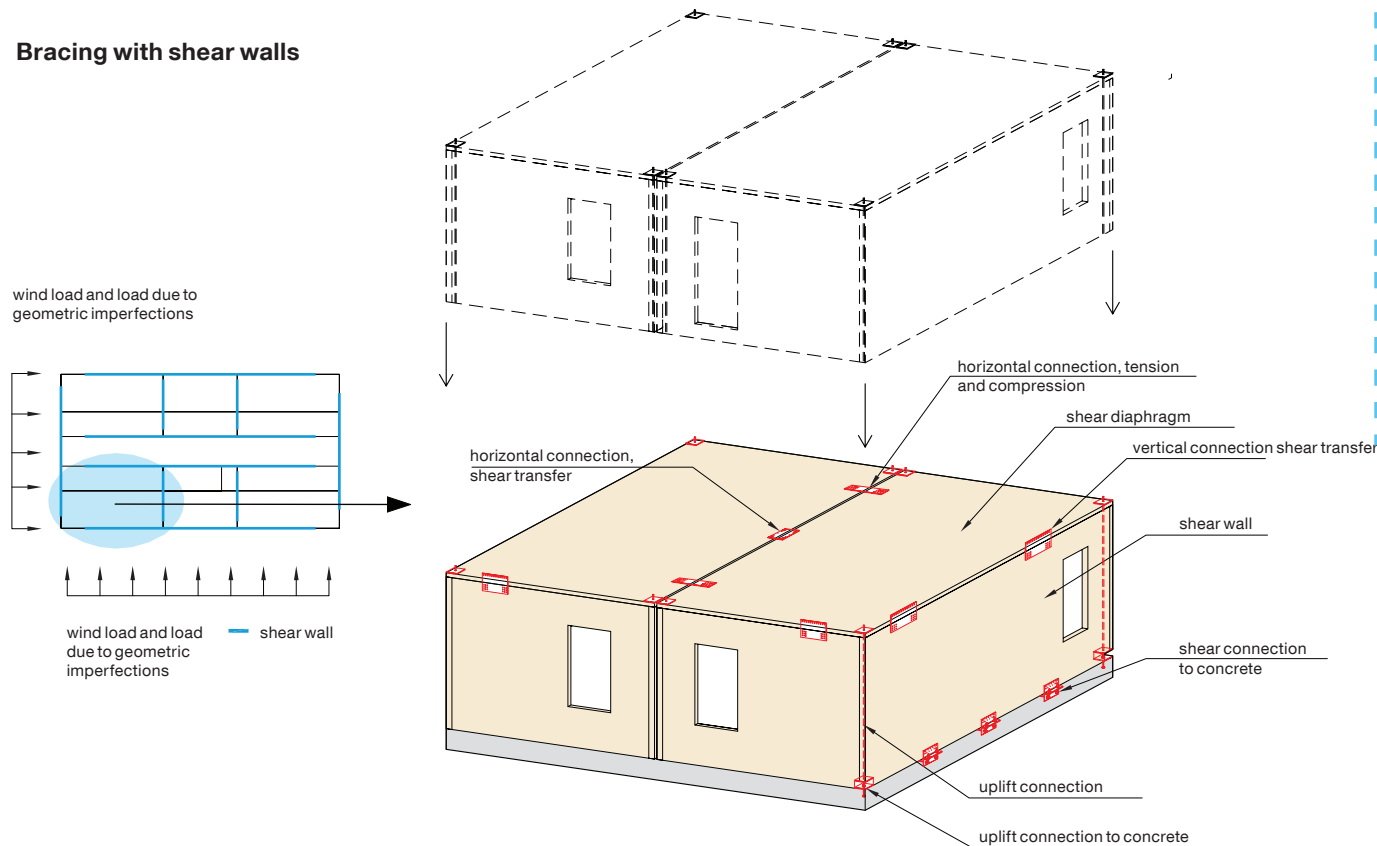 Bracing with shear walls
wind load and load due to
geometric imperfections
wind load and load
due to geometric
imperfections
shear wall
horizontal connection, tension
and compression
shear diaphragm
vertical connection shear transfer
horizontal connection,
shear transfer
shear wall
shear connection
to concrete
uplift connection
uplift connection to concrete